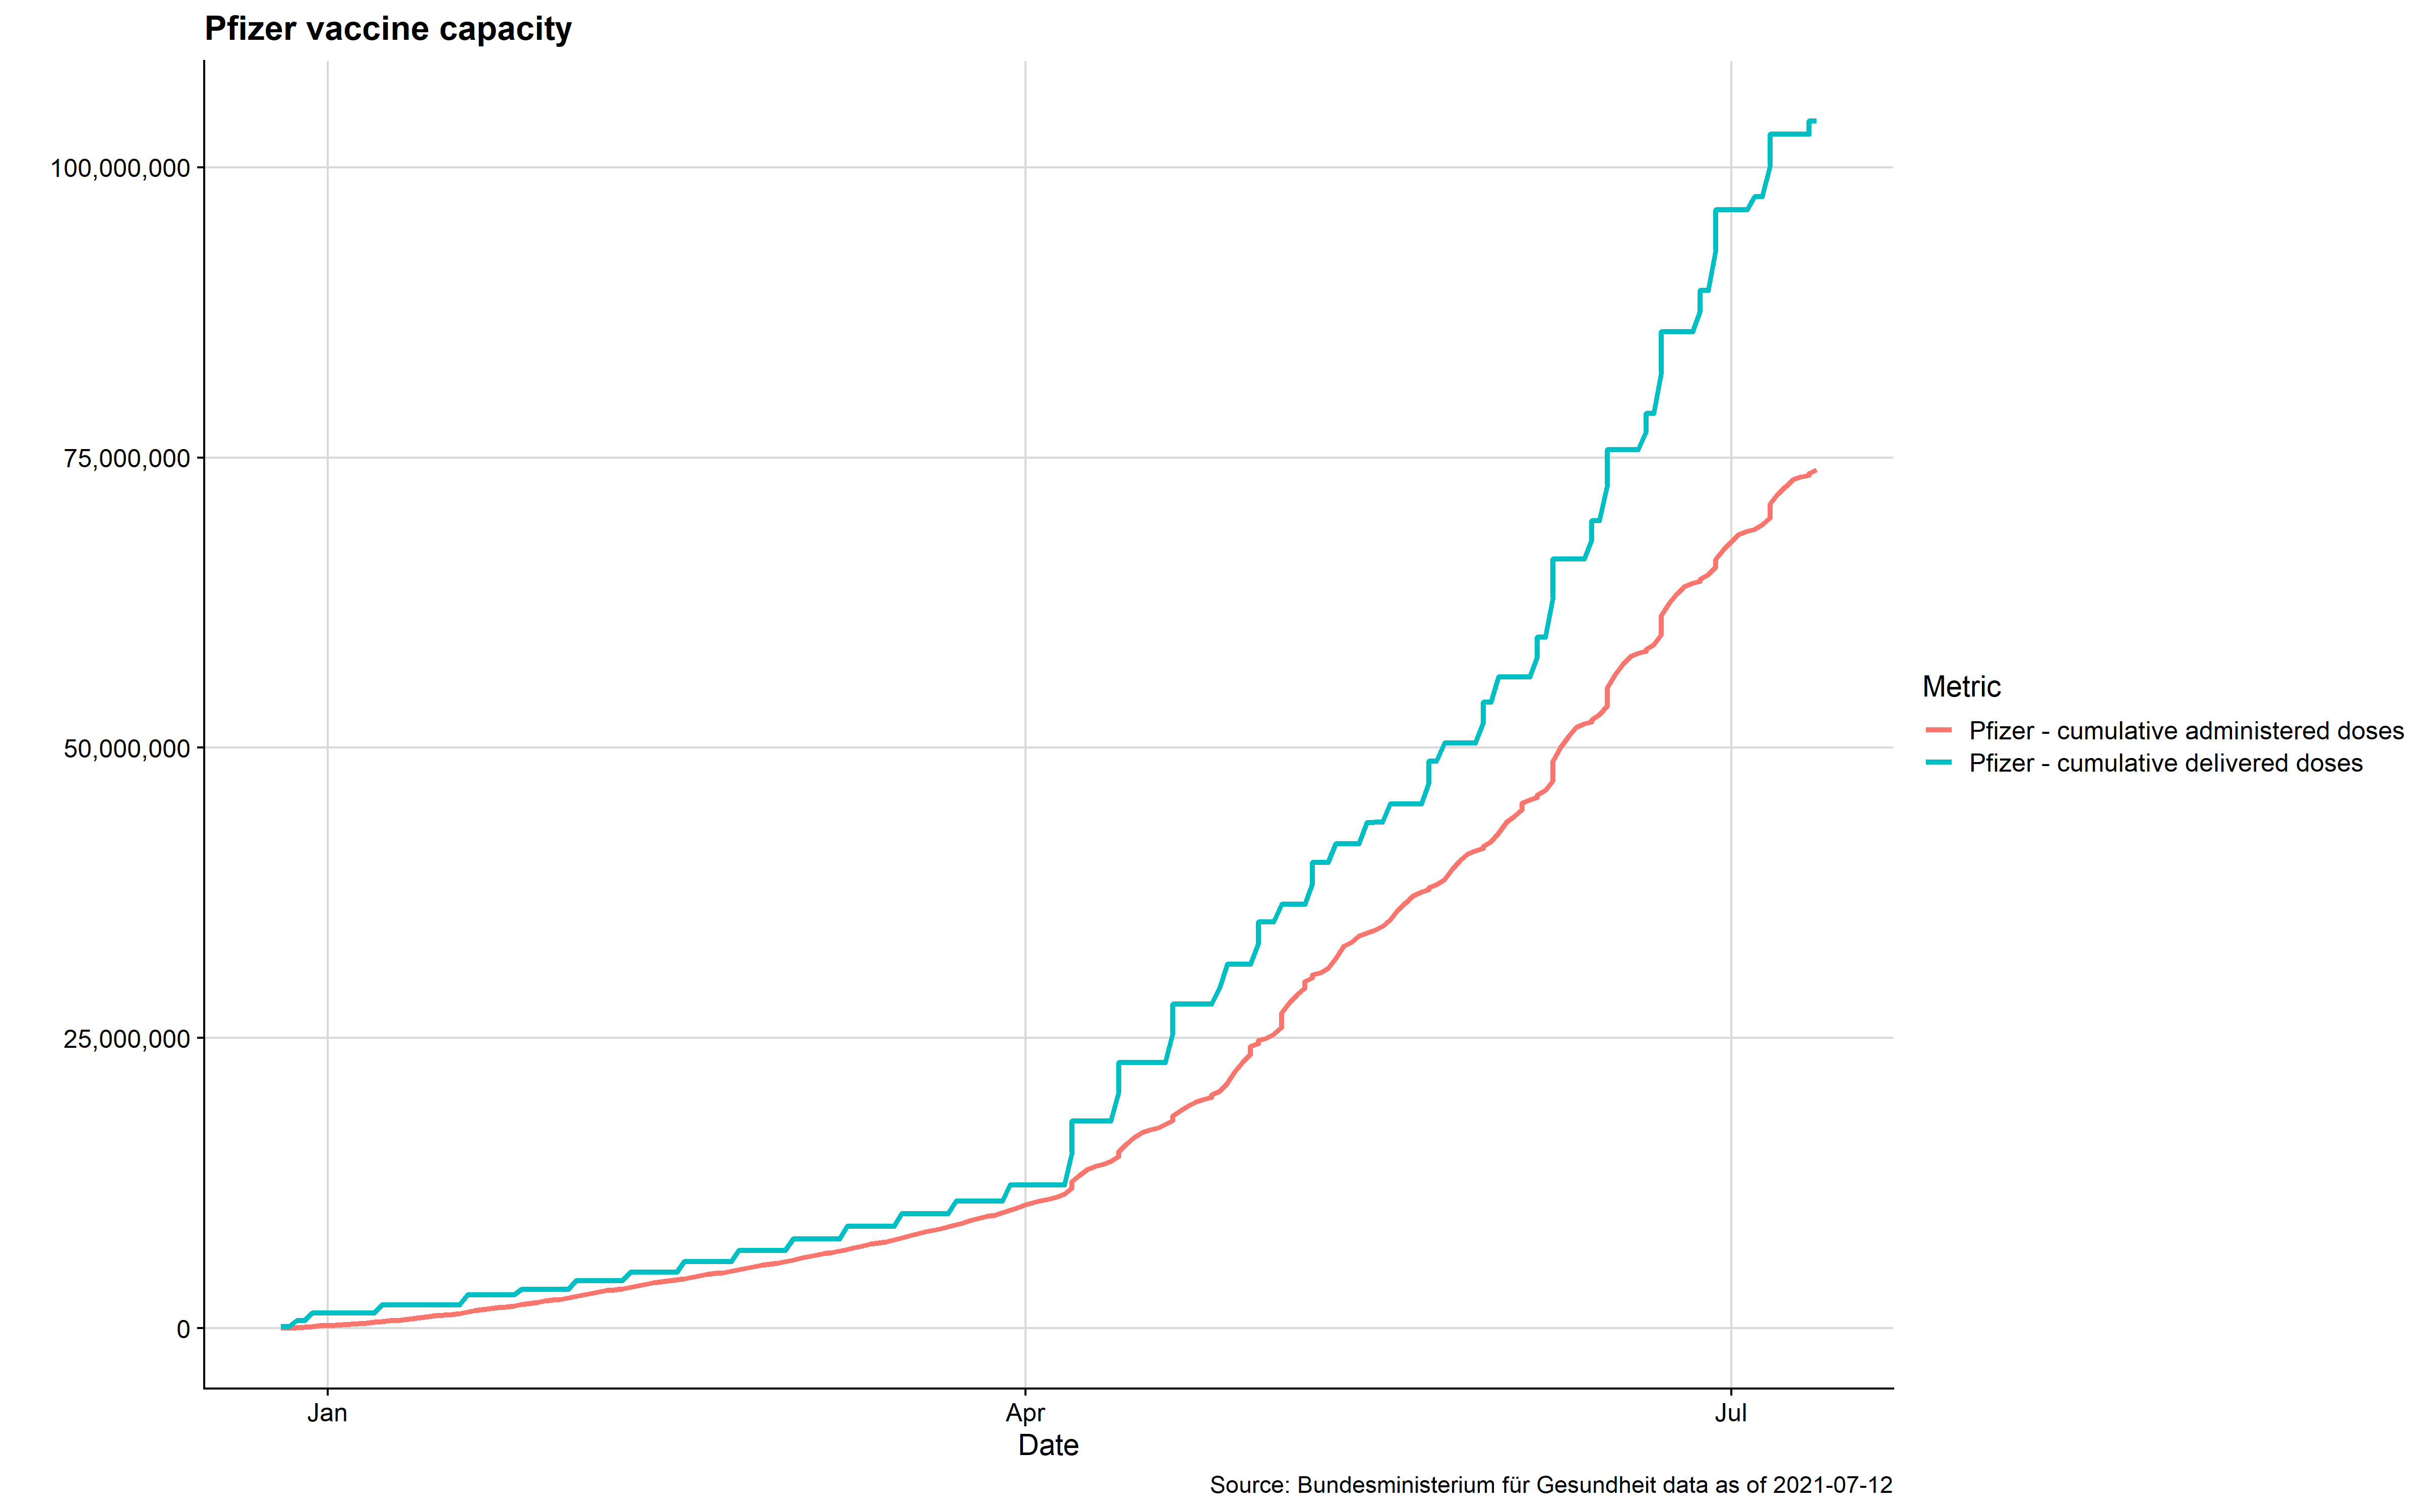 Pfizer vaccine capacity
100,000,000
75,000,000
50,000,000
25,000,000
0
Jan Apr Jul
Date
Metric
Pfizer - cumulative administered doses
Pfizer - cumulative delivered doses
Source: Bundesministerium für Gesundheit data as of 2021-07-12